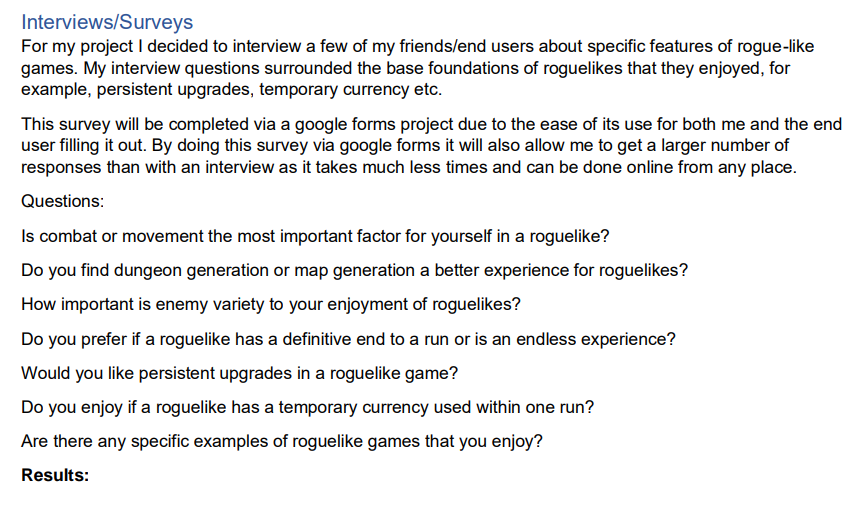 Interviews/Surveys
For my project I decided to interview a few of my friends/end users about specific features of rogue-like
games. My interview questions surrounded the base foundations of roguelikes that they enjoyed, for
example, persistent upgrades, temporary currency etc.
This survey will be completed via a google forms project due to the ease of its use for both me and the end
user filling it out. By doing this survey via google forms it will also allow me to get a larger number of
responses than with an interview as it takes much less times and can be done online from any place.
Questions:
Is combat or movement the most important factor for yourself in a roguelike?
Do you find dungeon generation or map generation a better experience for roguelikes?
How important is enemy variety to your enjoyment of roguelikes?
Do you prefer if a roguelike has a definitive end to a run or is an endless experience?
Would you like persistent upgrades in a roguelike game?
Do you enjoy if a roguelike has a temporary currency used within one run?
Are there any specific examples of roguelike games that you enjoy?
Results: